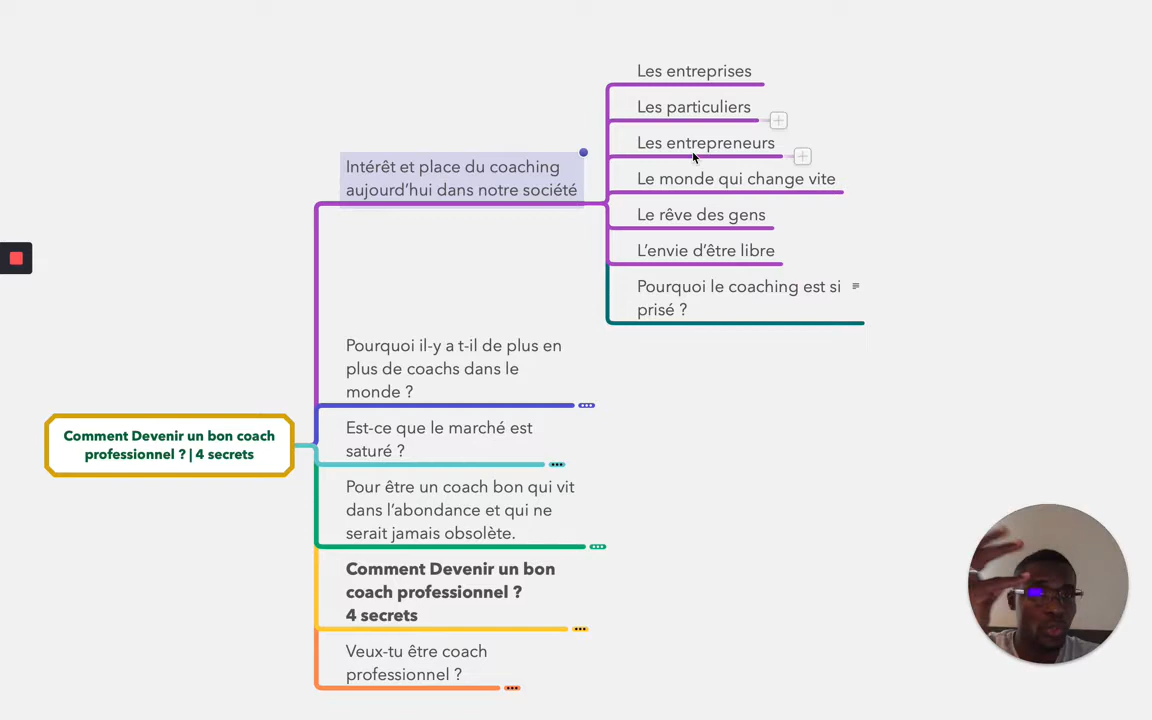 Les entreprises
Les particuliers
Les entrepreneurs
Intérêt et place du coaching
aujourd’hui dans notre société
Le monde qui change vite
Le rêve des gens
L’envie d’être libre
Pourquoi le coaching est si
prisé ?
Pourquoi il-y a t-il de plus en
plus de coachs dans le
monde ?
Comment Devenir un bon coach
professionnel ? | 4 secrets
Est-ce que le marché est
saturé ?
Pour être un coach bon qui vit
dans l’abondance et qui ne
serait jamais obsolète.
Comment Devenir un bon
coach professionnel ?
4 secrets
Veux-tu être coach
professionnel ?